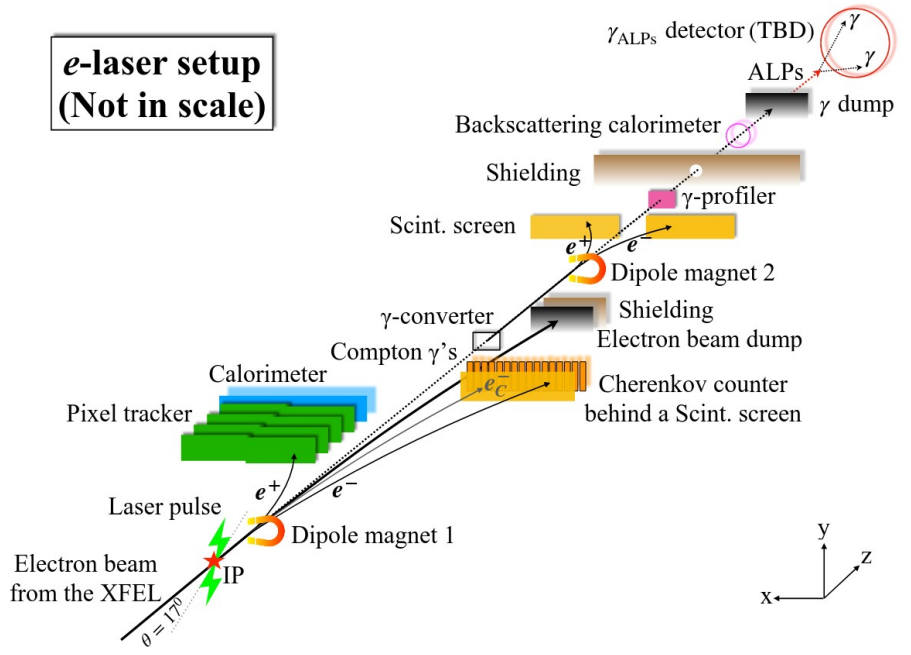 e-laser setup
(Not in scale)
γALPs detector (TBD)
γ
γ
ALPs
γ dump
Backscattering calorimeter
Shielding
γ-profiler
Scint. screen
e+
e−
Dipole magnet 2
γ-converter
Shielding
Electron beam dump
Compton γ's
Calorimeter
e−C
Cherenkov counter
behind a Scint. screen
Pixel tracker
e+
e−
Laser pulse
Dipole magnet 1
Electron beam
from the XFEL
IP
θ = 17⁰
y
z
x